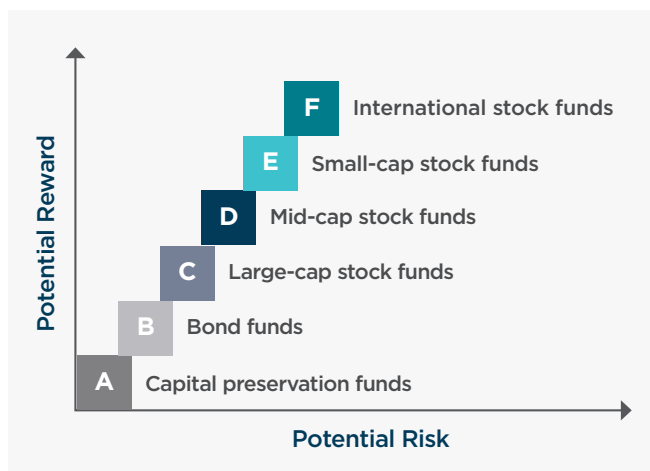 Potential Reward
F International stock funds
E Small-cap stock funds
D Mid-cap stock funds
C Large-cap stock funds
B Bond funds
A Capital preservation funds
Potential Risk